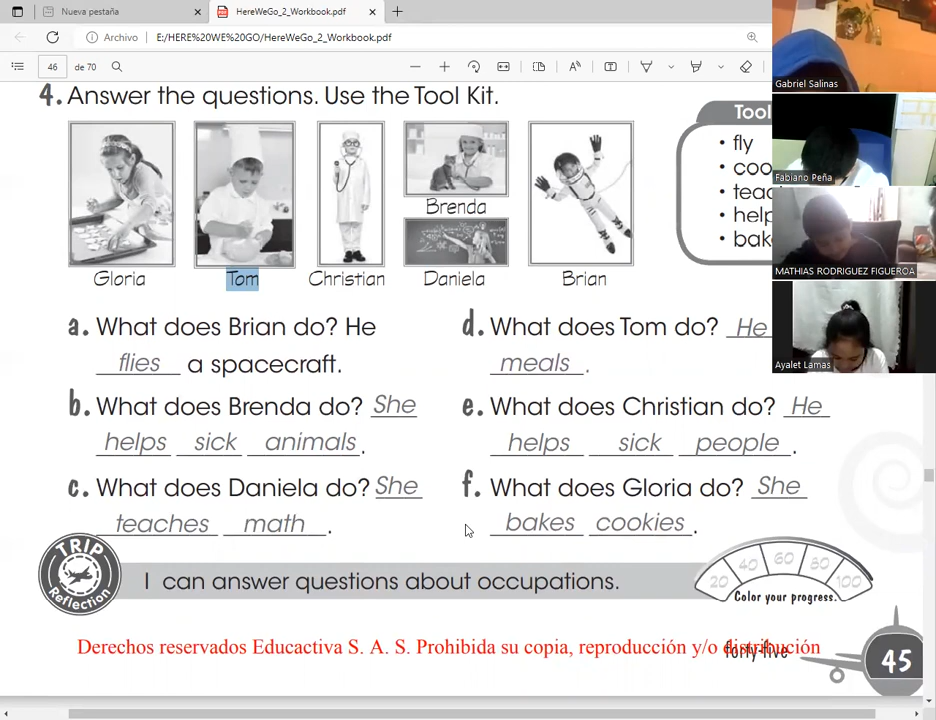 Nueva pestaña
HereWeGo_2_Workbook.pdf
Archivo E:/HERE%20WE%20GO/HereWeGo_2_Workbook.pdf
46 de 70
4. Answer the questions. Use the Tool Kit.
Tool
• fly
• coo
• teac
• help
• bak
Gloria
Tom
Christian
Brenda
Daniela
Brian
a. What does Brian do? He
flies a spacecraft.
b. What does Brenda do? She
helps sick animals.
c. What does Daniela do? She
teaches math.
d. What does Tom do? He
meals.
e. What does Christian do? He
helps sick people.
f. What does Gloria do? She
bakes cookies.
TRIP
Reflection
I can answer questions about occupations.
20 40 60 80 100
Color your progress.
Derechos reservados Educactiva S. A. S. Prohibida su copia, reproducción y/o distribución
forty-five
45
Gabriel Salinas
Fabiano Peña
MATHIAS RODRIGUEZ FIGUEROA
Ayalet Lamas